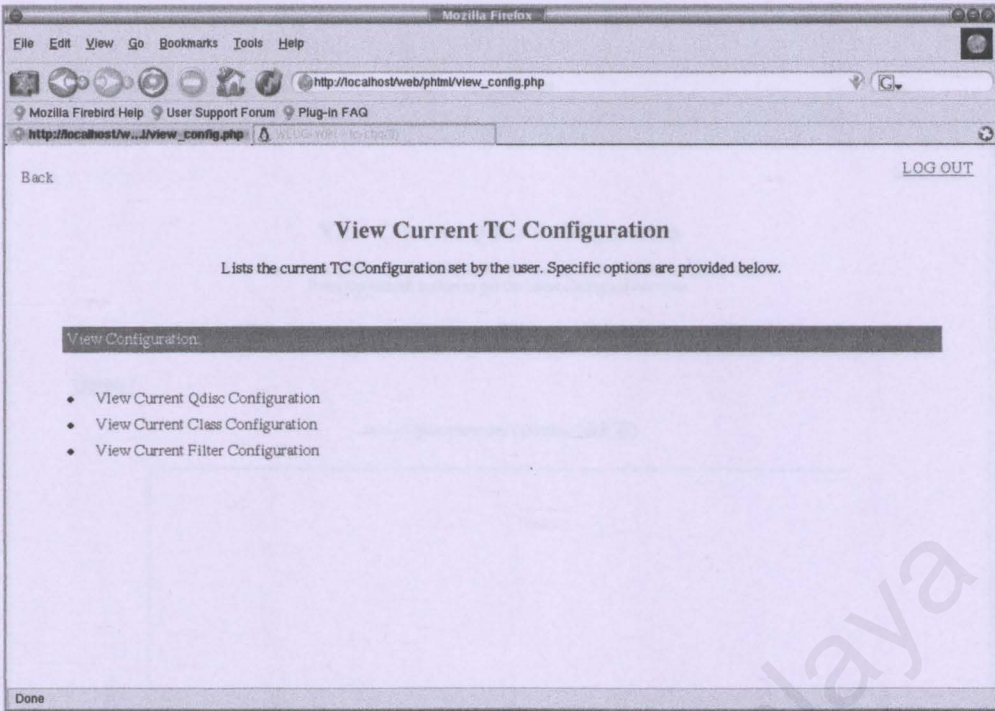 Mozilla Firefox
File Edit View Go Bookmarks Tools Help
http://localhost/web/phtml/view_config.php
G
Mozilla Firebird Help User Support Forum Plug-in FAQ
http://localhost/w...l/view_config.php
Back
LOG OUT
View Current TC Configuration
Lists the current TC Configuration set by the user. Specific options are provided below.
View Configuration:
VIew Current Qdisc Configuration
View Current Class Configuration
View Current Filter Configuration
Done
laya